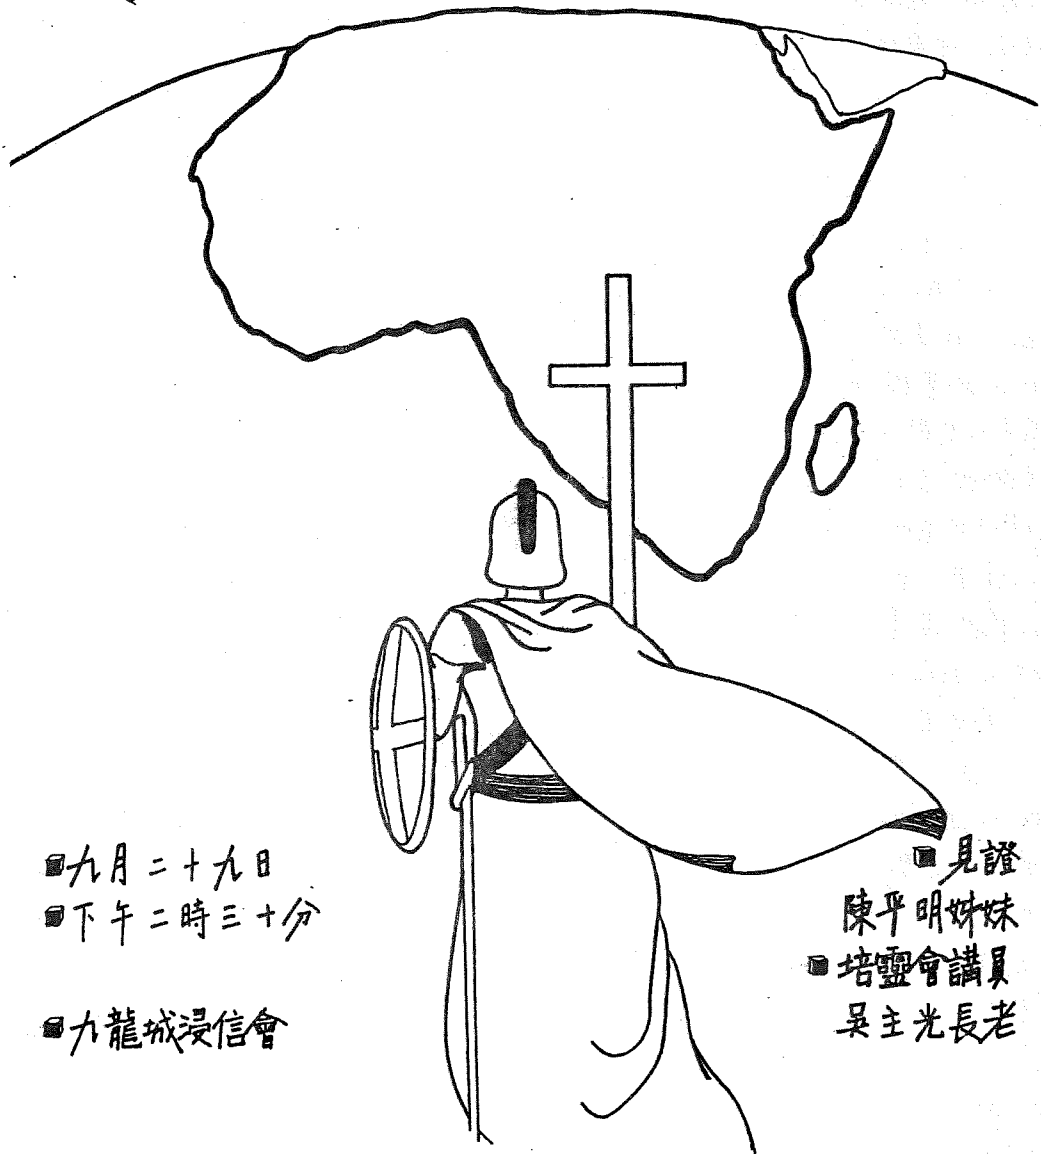 九月二十九日
下午二時三十分
九龍城浸信會
見證
陳平明姊妹
培靈會講員
吳主光長老